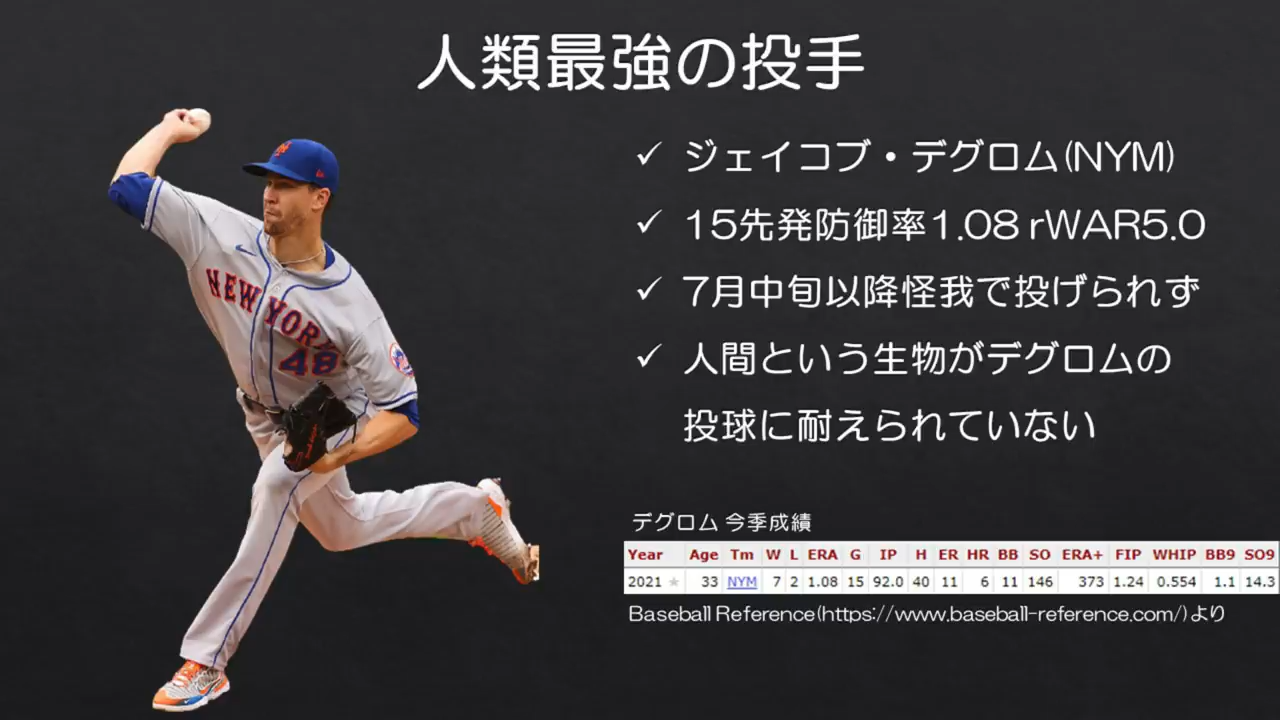 人類最強の投手
✓ ジェイコブ・デグロム(NYM)
✓ 15先発防御率1.08 rWAR5.0
✓ 7月中旬以降怪我で投げられず
✓ 人間という生物がデグロムの
投球に耐えられていない
NEW YORK
48
デグロム 今季成績
Year Age Tm W L ERA G IP H ER HR BB SO ERA+ FIP WHIP BB9 SO9
2021 ★ 33 NYM 7 2 1.08 15 92.0 40 11 6 11 146 373 1.24 0.554 1.1 14.3
Baseball Reference(https://www.baseball-reference.com/)より